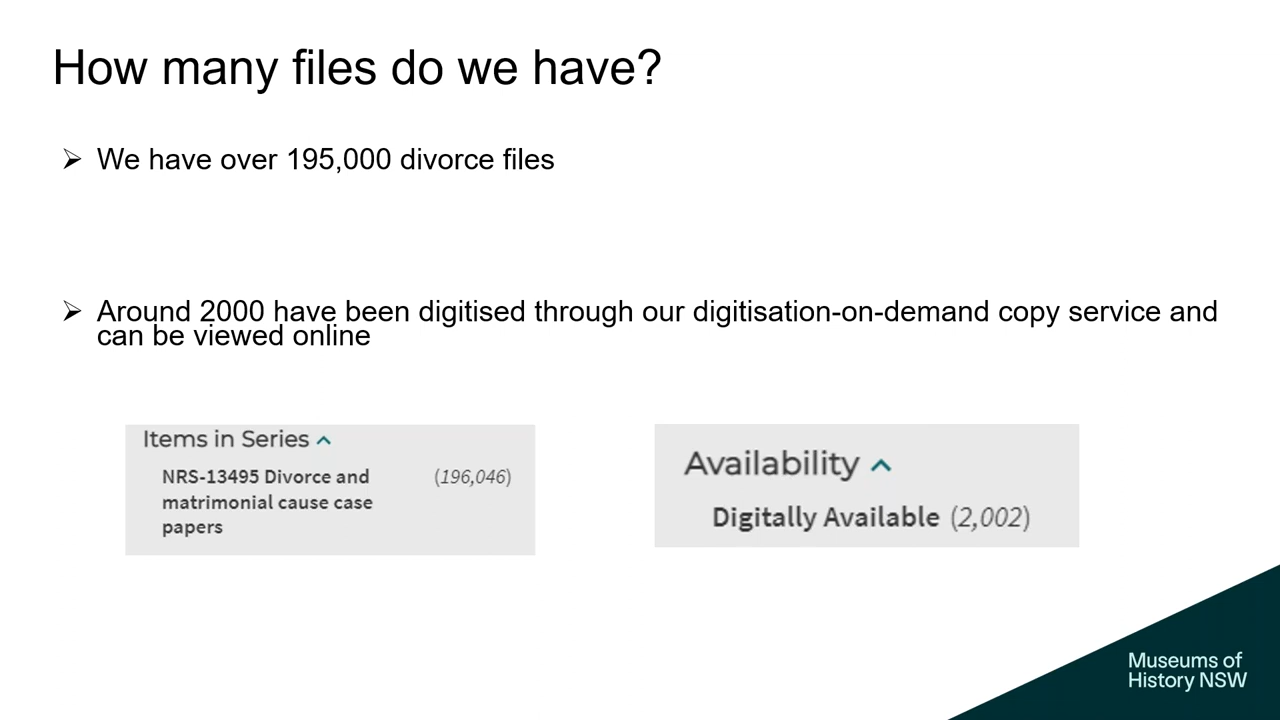 How many files do we have?
➢ We have over 195,000 divorce files
➢ Around 2000 have been digitised through our digitisation-on-demand copy service and
can be viewed online
Items in Series ^
NRS-13495 Divorce and (196,046)
matrimonial cause case
papers
Availability ^
Digitally Available (2,002)
Museums of
History NSW